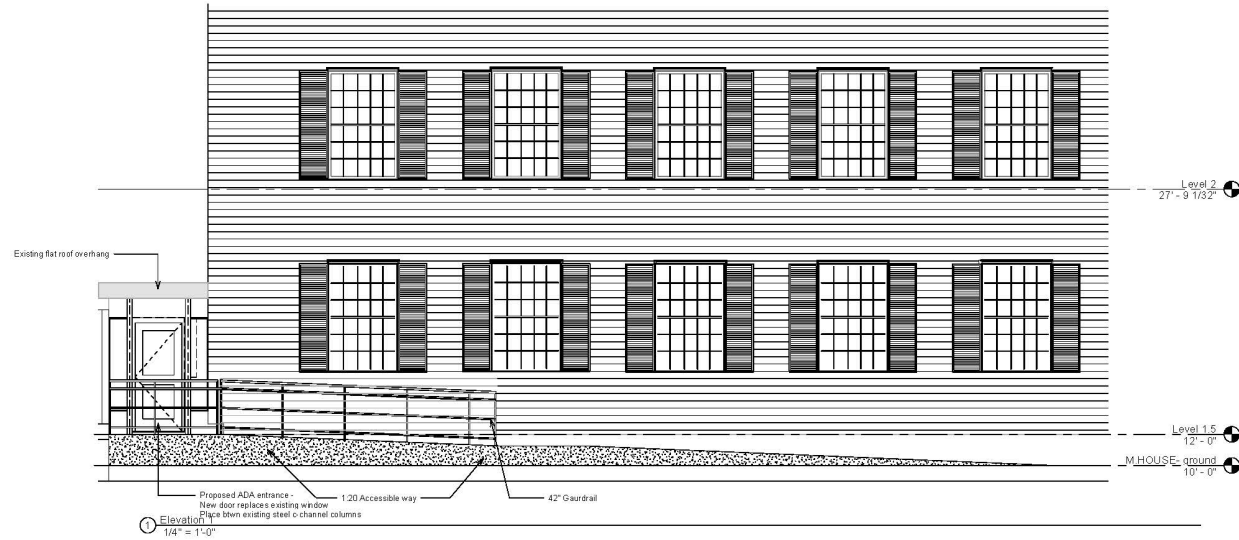 Level 2
27' - 9 1/32"
Existing flat roof overhang
Level 1.5
12' - 0"
M.HOUSE- ground
10' - 0"
Proposed ADA entrance -
New door replaces existing window
Place btwn existing steel c-channel columns
1:20 Accessible way
42" Gaurdrail
1
Elevation 1
1/4" = 1'-0"